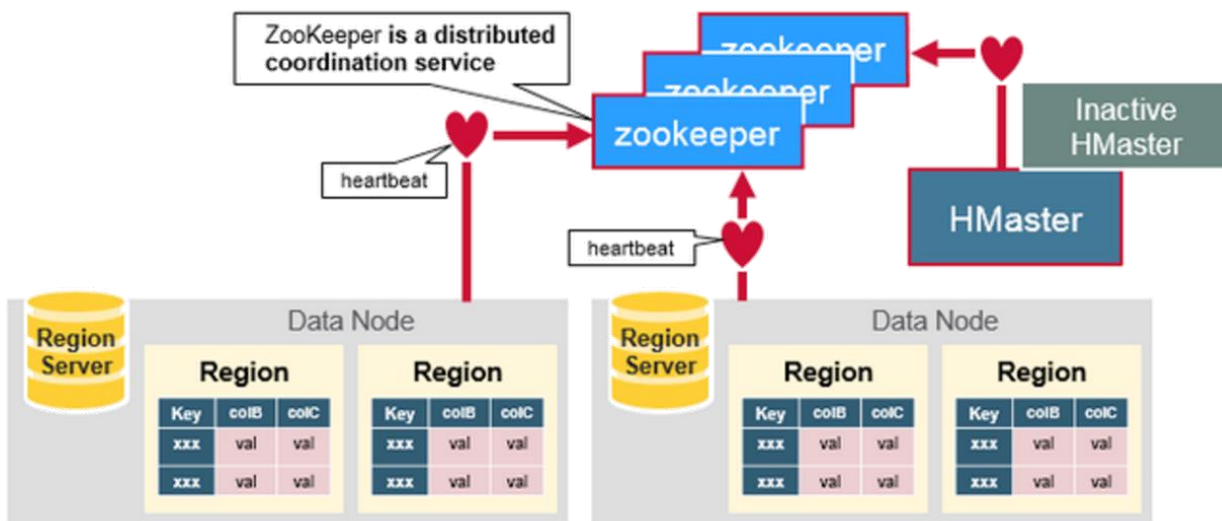 ZooKeeper is a distributed
coordination service
zookeeper
zookeeper
zookeeper
Inactive
HMaster
HMaster
heartbeat
heartbeat
Region
Server
Data Node
Region
Region
Key colB colC
xxx val val
xxx val val
Key colB colC
xxx val val
xxx val val
Region
Server
Data Node
Region
Region
Key colB colC
xxx val val
xxx val val
Key colB colC
xxx val val
xxx val val